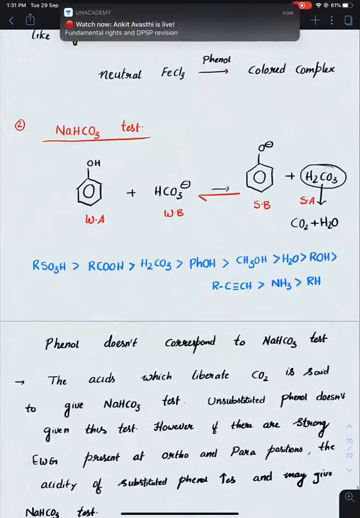 1:31 PM Tue 29 Sep
61%
UNACADEMY
now
Watch now: Ankit Avasthi is live!
Fundamental rights and DPSP revision
like
neutral FeCl3 Phenol → Colored complex
② NaHCO3 test:
OH + HCO3⊖ ⇌ O⊖ + H2CO3
W.A W.B S.B S.A
CO2+H2O
RSO3H > RCOOH > H2CO3 > PhOH > CH3OH > H2O > ROH >
R-C≡CH > NH3 > RH
Phenol doesn't correspond to NaHCO3 test
→ The acids which liberate CO2 is said
to give NaHCO3 test. Unsubstituted phenol doesn't
given this test. However if there are strong
EWG present at ortho and Para positions, the
acidity of substituted phenol ↑es and may give
NaHCO3 test.